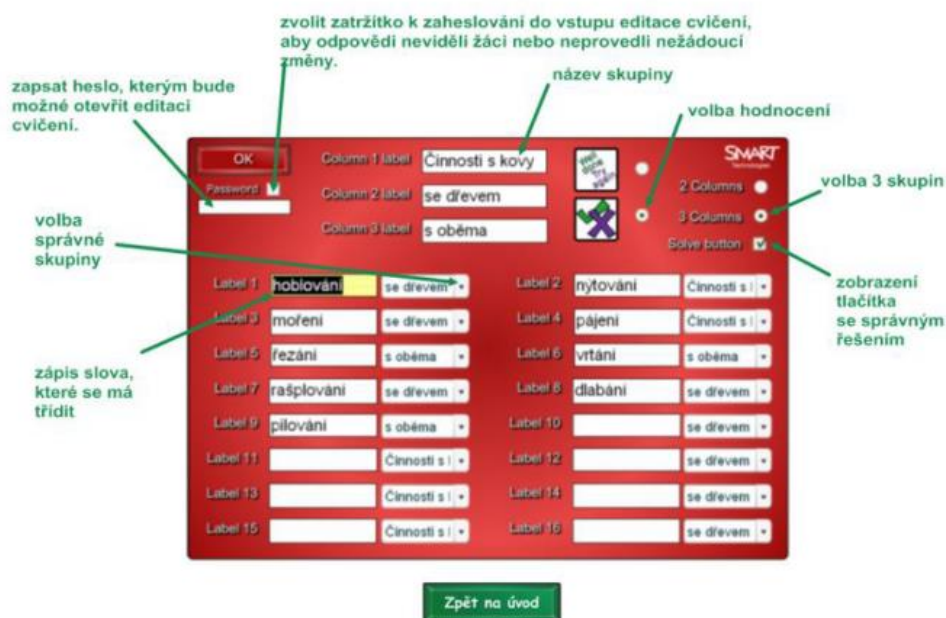 zvolit zatržítko k zaheslování do vstupu editace cvičení,
aby odpovědi neviděli žáci nebo neprovedli nežádoucí
změny.
zapsat heslo, kterým bude
možné otevřít editaci
cvičení.
název skupiny
volba hodnocení
OK
Column 1 label
Činnosti s kovy
Well done Try again
SMART
Technologies
Password
Column 2 label
se dřevem
2 Columns
volba 3 skupin
Column 3 label
s oběma
3 Columns
Solve button
volba
správné
skupiny
Label 1 hoblování se dřevem
Label 2 nýtování Činnosti s
zobrazení
tlačítka
se správným
řešením
Label 3 moření se dřevem
Label 4 pájení Činnosti s
Label 5 řezání s oběma
Label 6 vrtání s oběma
zápis slova,
které se má
třídit
Label 7 rašplování se dřevem
Label 8 dlabání se dřevem
Label 9 pilování s oběma
Label 10 se dřevem
Label 11 Činnosti s
Label 12 se dřevem
Label 13 Činnosti s
Label 14 se dřevem
Label 15 Činnosti s
Label 16 se dřevem
Zpět na úvod